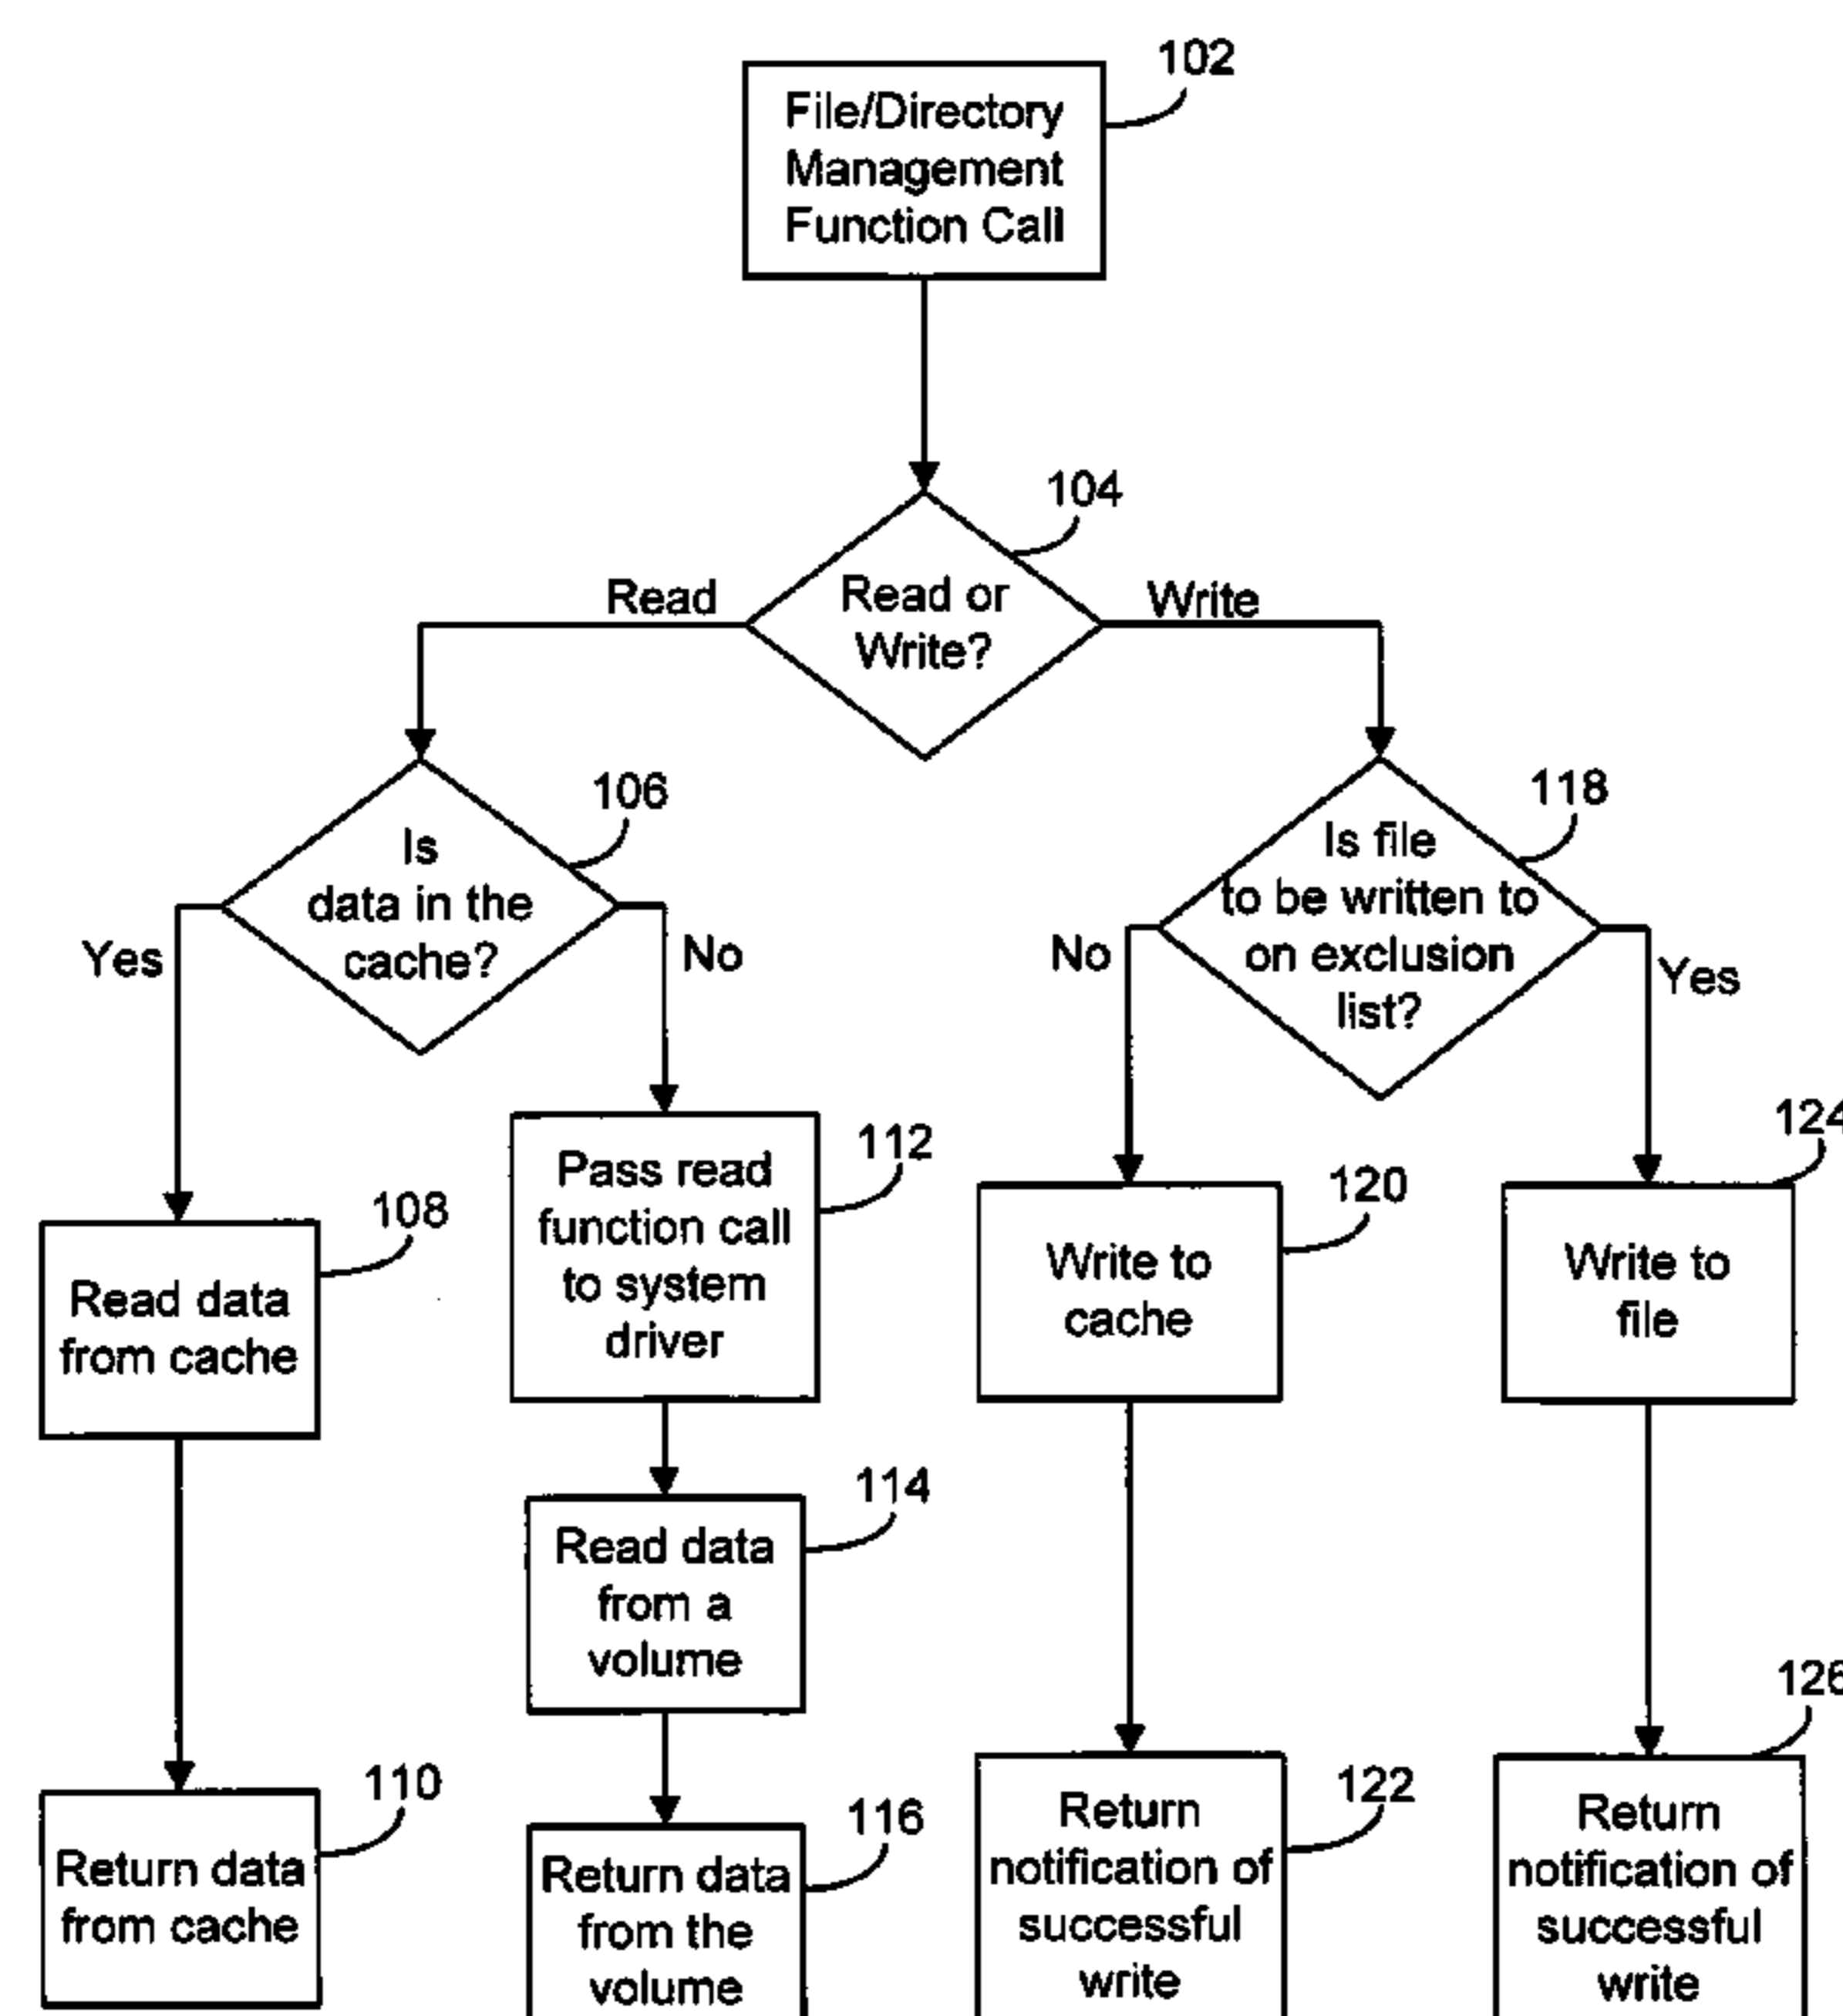 102
File/Directory
Management
Function Call
104
Read
Read or
Write?
Write
106
Is
data in the
cache?
Yes
No
118
Is file
to be written to
on exclusion
list?
No
Yes
108
Read data
from cache
112
Pass read
function call
to system
driver
120
Write to
cache
124
Write to
file
114
Read data
from a
volume
110
Return data
from cache
116
Return data
from the
volume
122
Return
notification of
successful
write
126
Return
notification of
successful
write